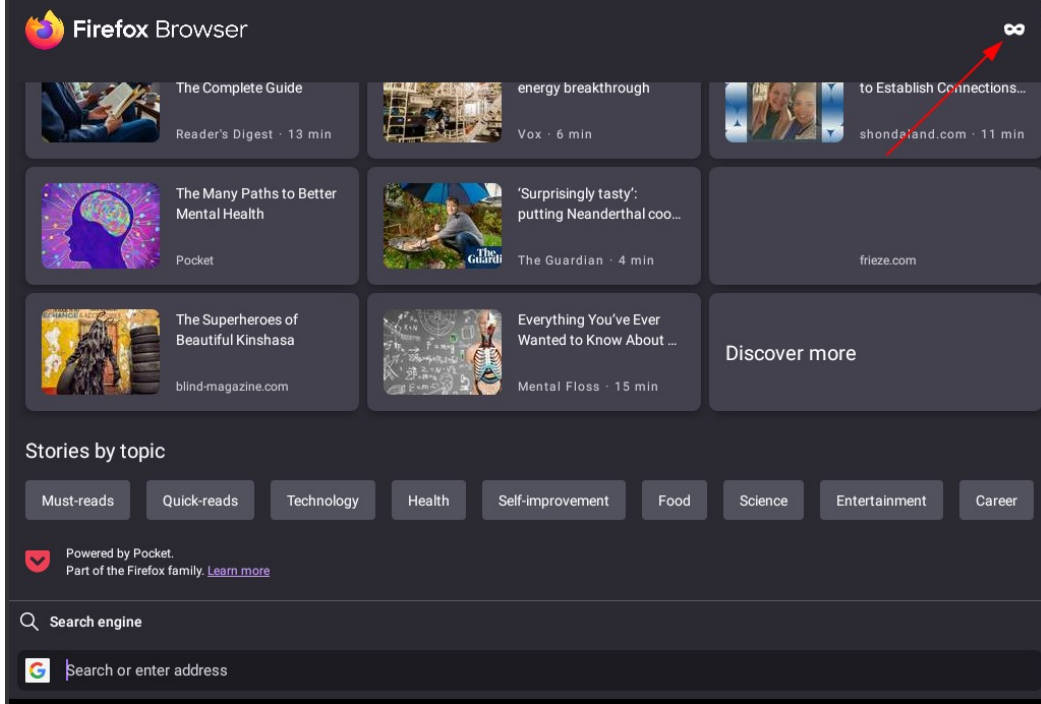 Firefox Browser
The Complete Guide
Reader's Digest · 13 min
energy breakthrough
Vox · 6 min
to Establish Connections...
shondaland.com · 11 min
The Many Paths to Better
Mental Health
Pocket
'Surprisingly tasty':
putting Neanderthal coo...
The Guardian · 4 min
frieze.com
The Superheroes of
Beautiful Kinshasa
blind-magazine.com
Everything You've Ever
Wanted to Know About ...
Mental Floss · 15 min
Discover more
Stories by topic
Must-reads
Quick-reads
Technology
Health
Self-improvement
Food
Science
Entertainment
Career
Powered by Pocket.
Part of the Firefox family. Learn more
Search engine
Search or enter address